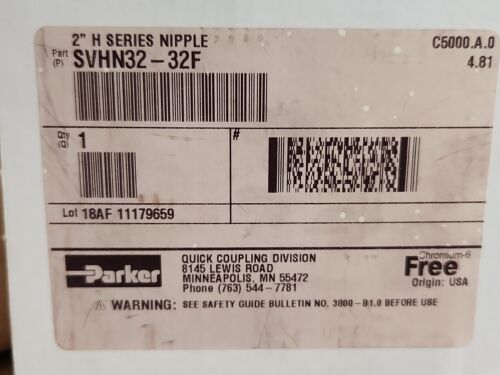 2" H SERIES NIPPLE
C5000.A.0
Part (P) SVHN32-32F
4.81
Qty (Q) 1
#
Lot 18AF 11179659
Parker
QUICK COUPLING DIVISION
8145 LEWIS ROAD
MINNEAPOLIS, MN 55472
Phone (763) 544-7781
Chromium-6
Free
Origin: USA
⚠ WARNING: SEE SAFETY GUIDE BULLETIN NO. 3800-B1.0 BEFORE USE